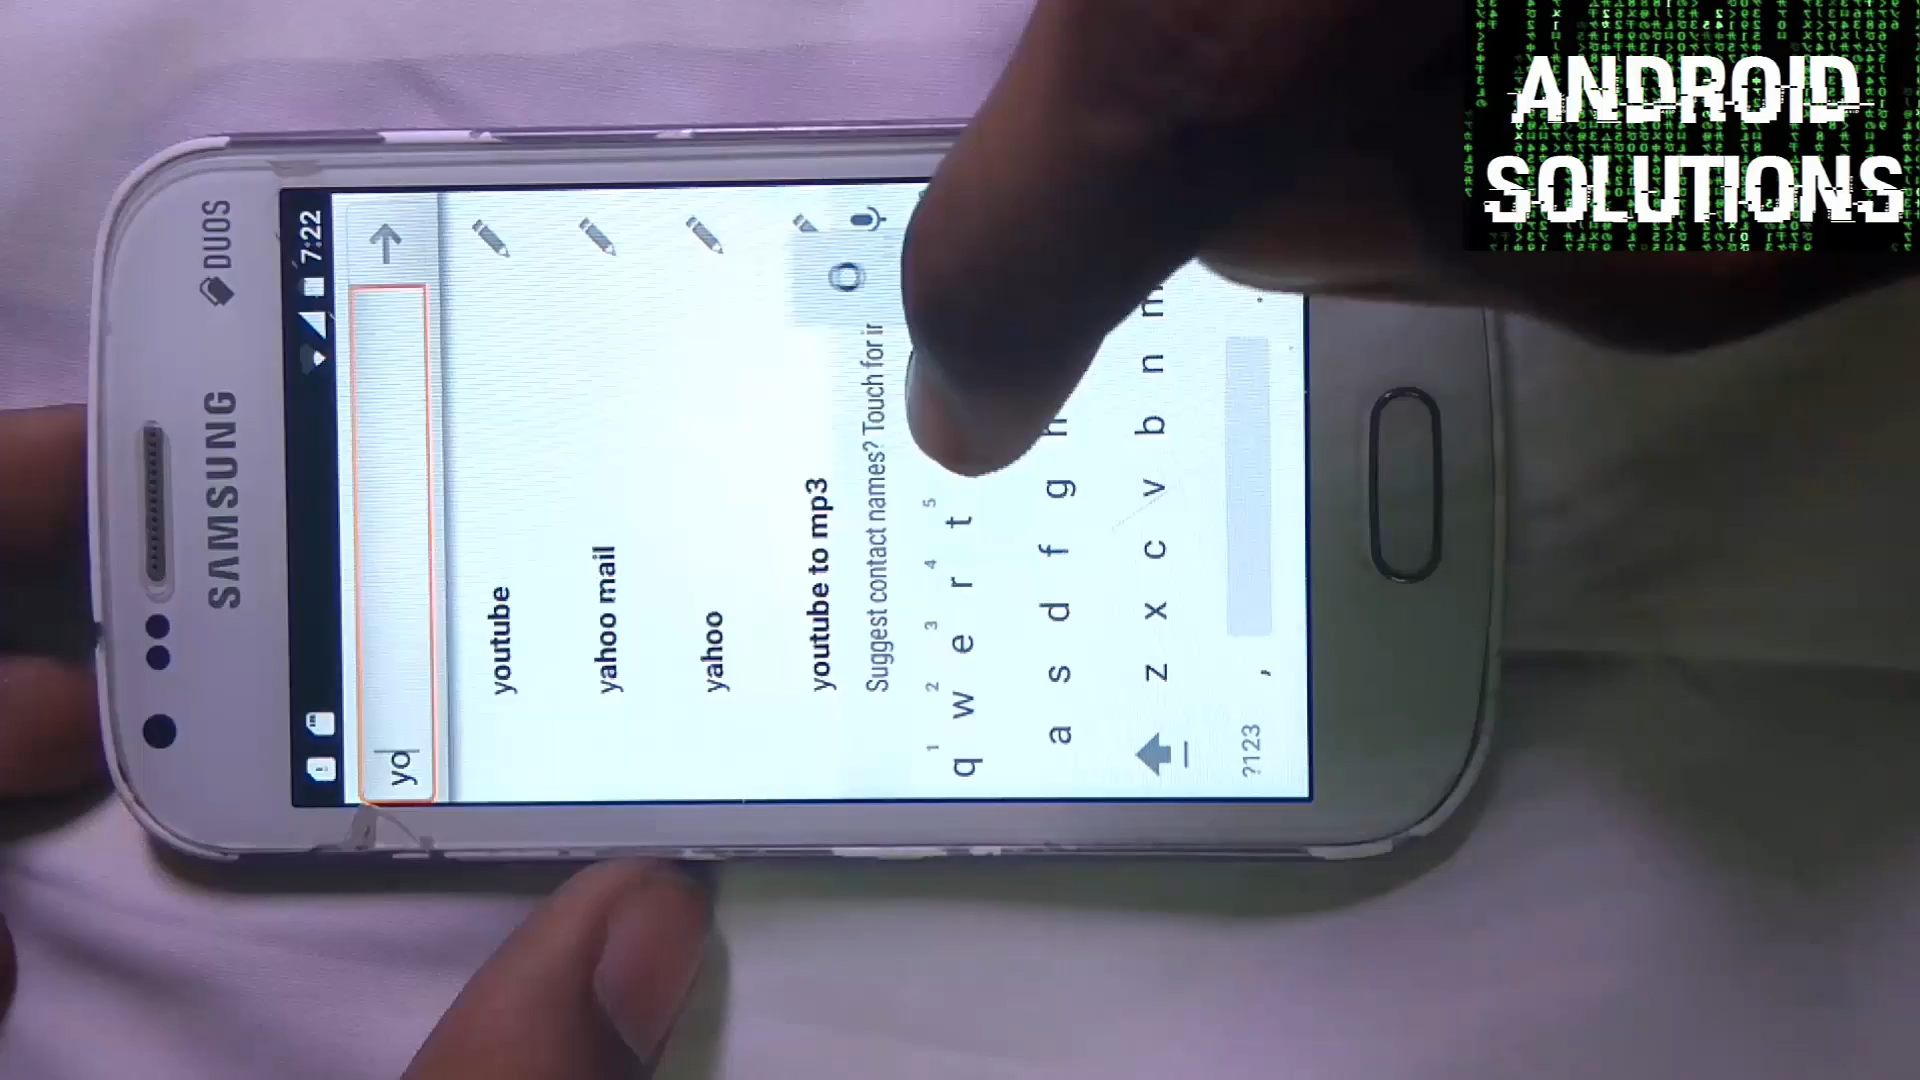 ANDROID
SOLUTIONS
SAMSUNG
DUOS
7:22
yo
youtube
yahoo mail
yahoo
youtube to mp3
Suggest contact names? Touch for
o
1 2 3 4 5
q w e r t
a s d f g h
z x c v b n m
?123 , .